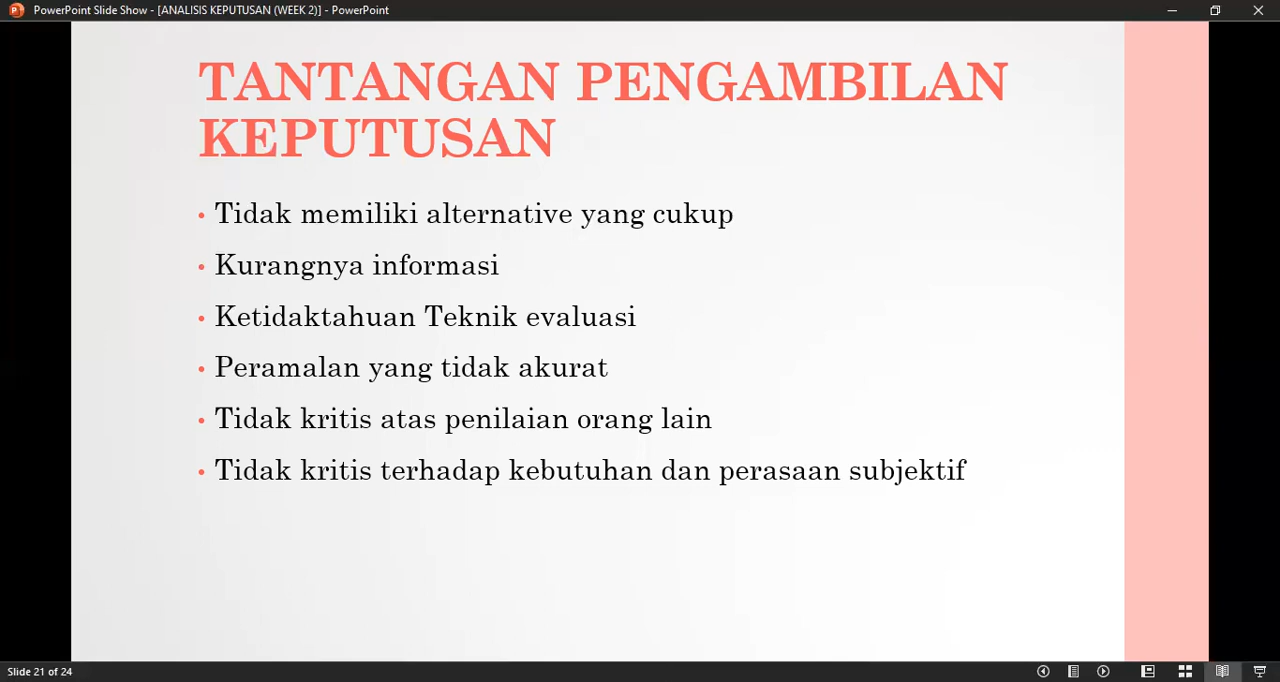 PowerPoint Slide Show - [ANALISIS KEPUTUSAN (WEEK 2)] - PowerPoint
TANTANGAN PENGAMBILAN
KEPUTUSAN
• Tidak memiliki alternative yang cukup
• Kurangnya informasi
• Ketidaktahuan Teknik evaluasi
• Peramalan yang tidak akurat
• Tidak kritis atas penilaian orang lain
• Tidak kritis terhadap kebutuhan dan perasaan subjektif
Slide 21 of 24